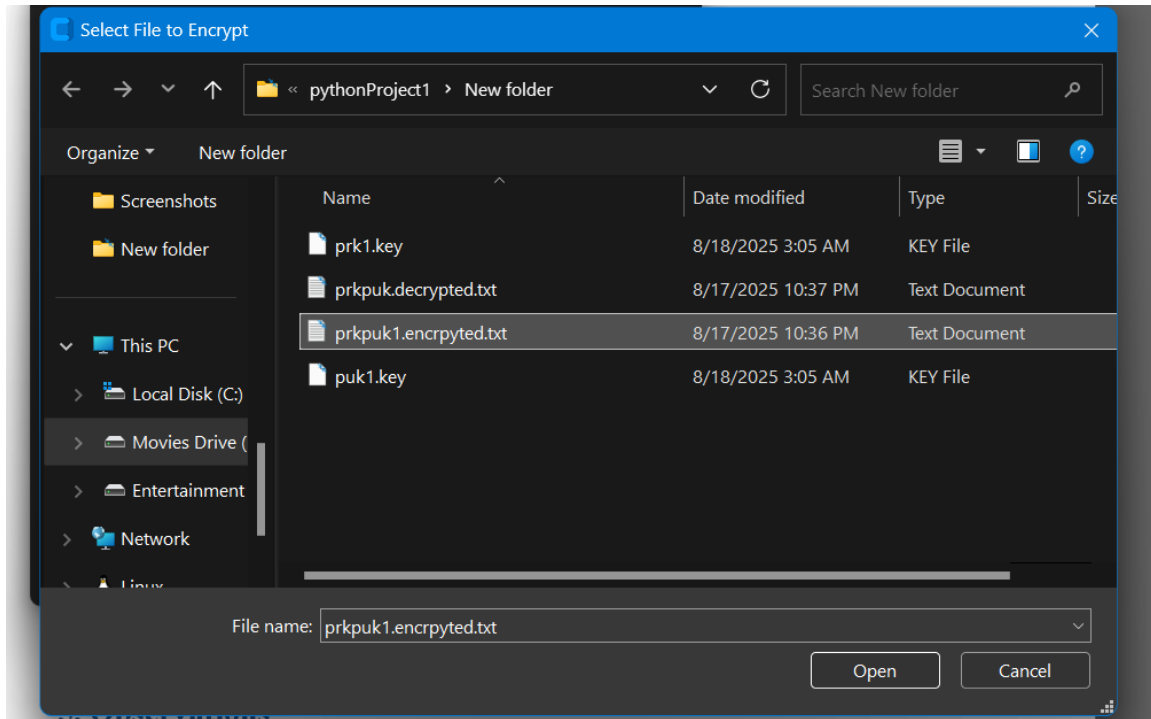 Select File to Encrypt
« pythonProject1 > New folder
Search New folder
Organize
New folder
Name
Date modified
Type
Size
Screenshots
New folder
This PC
Local Disk (C:)
Movies Drive (
Entertainment
Network
Linux
prk1.key 8/18/2025 3:05 AM KEY File
prkpuk.decrypted.txt 8/17/2025 10:37 PM Text Document
prkpuk1.encrpyted.txt 8/17/2025 10:36 PM Text Document
puk1.key 8/18/2025 3:05 AM KEY File
File name: prkpuk1.encrpyted.txt
Open
Cancel